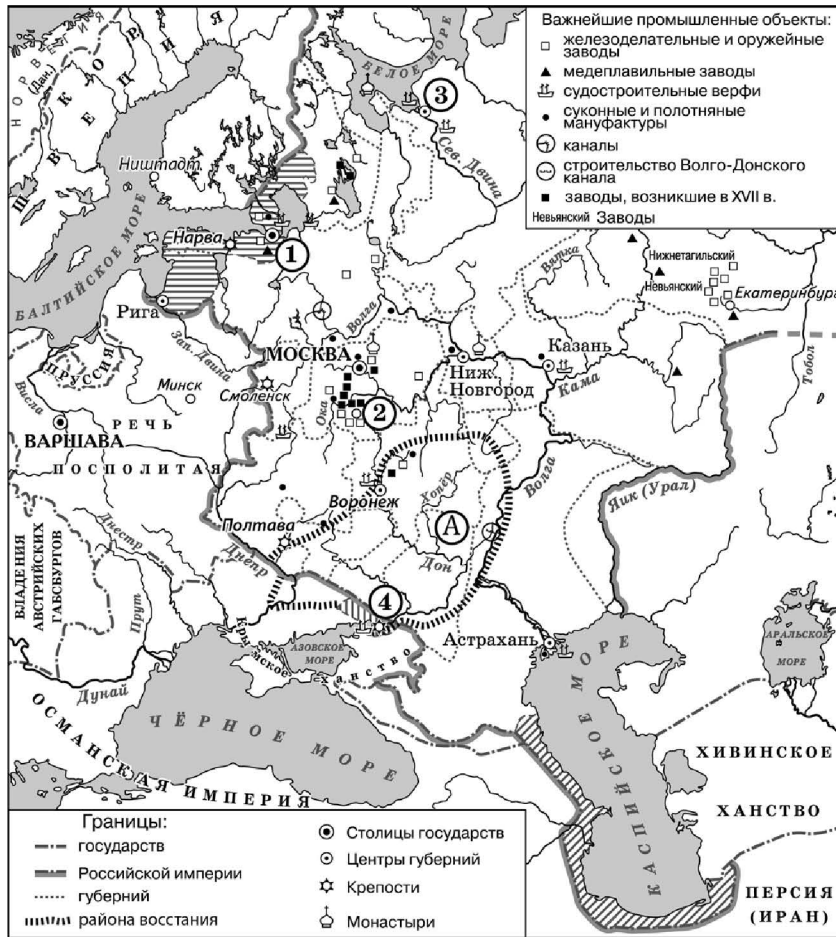 НОРВЕГИЯ
(Дан.)
ШВЕЦИЯ
КОРЛ.
БЕЛОЕ МОРЕ
3
Сев. Двина
Важнейшие промышленные объекты:
железоделательные и оружейные
заводы
медеплавильные заводы
судостроительные верфи
суконные и полотняные
мануфактуры
каналы
строительство Волго-Донского
канала
заводы, возникшие в XVII в.
Невьянский Заводы
Ништадт
Нарва
1
БАЛТИЙСКОЕ МОРЕ
Рига
Зап. Двина
Волга
Вятка
Нижнетагильский
Невьянский
Екатеринбург
МОСКВА
Ниж.
Новгород
Казань
Кама
Тобол
ПРУССИЯ
Минск
Смоленск
Ока
2
Висла
ВАРШАВА
РЕЧЬ
ПОСПОЛИТАЯ
Воронеж
Хопёр
Волга
Яик (Урал)
А
Полтава
Дон
Днепр
Днестр
ВЛАДЕНИЯ
АВСТРИЙСКИХ
ГАБСБУРГОВ
Прут
4
Крымское
ханство
АЗОВСКОЕ
МОРЕ
Астрахань
АРАЛЬСКОЕ
МОРЕ
Дунай
ЧЁРНОЕ МОРЕ
ОСМАНСКАЯ ИМПЕРИЯ
КАСПИЙСКОЕ МОРЕ
ХИВИНСКОЕ
ХАНСТВО
ПЕРСИЯ
(ИРАН)
Границы:
государств
Российской империи
губерний
района восстания
Столицы государств
Центры губерний
Крепости
Монастыри